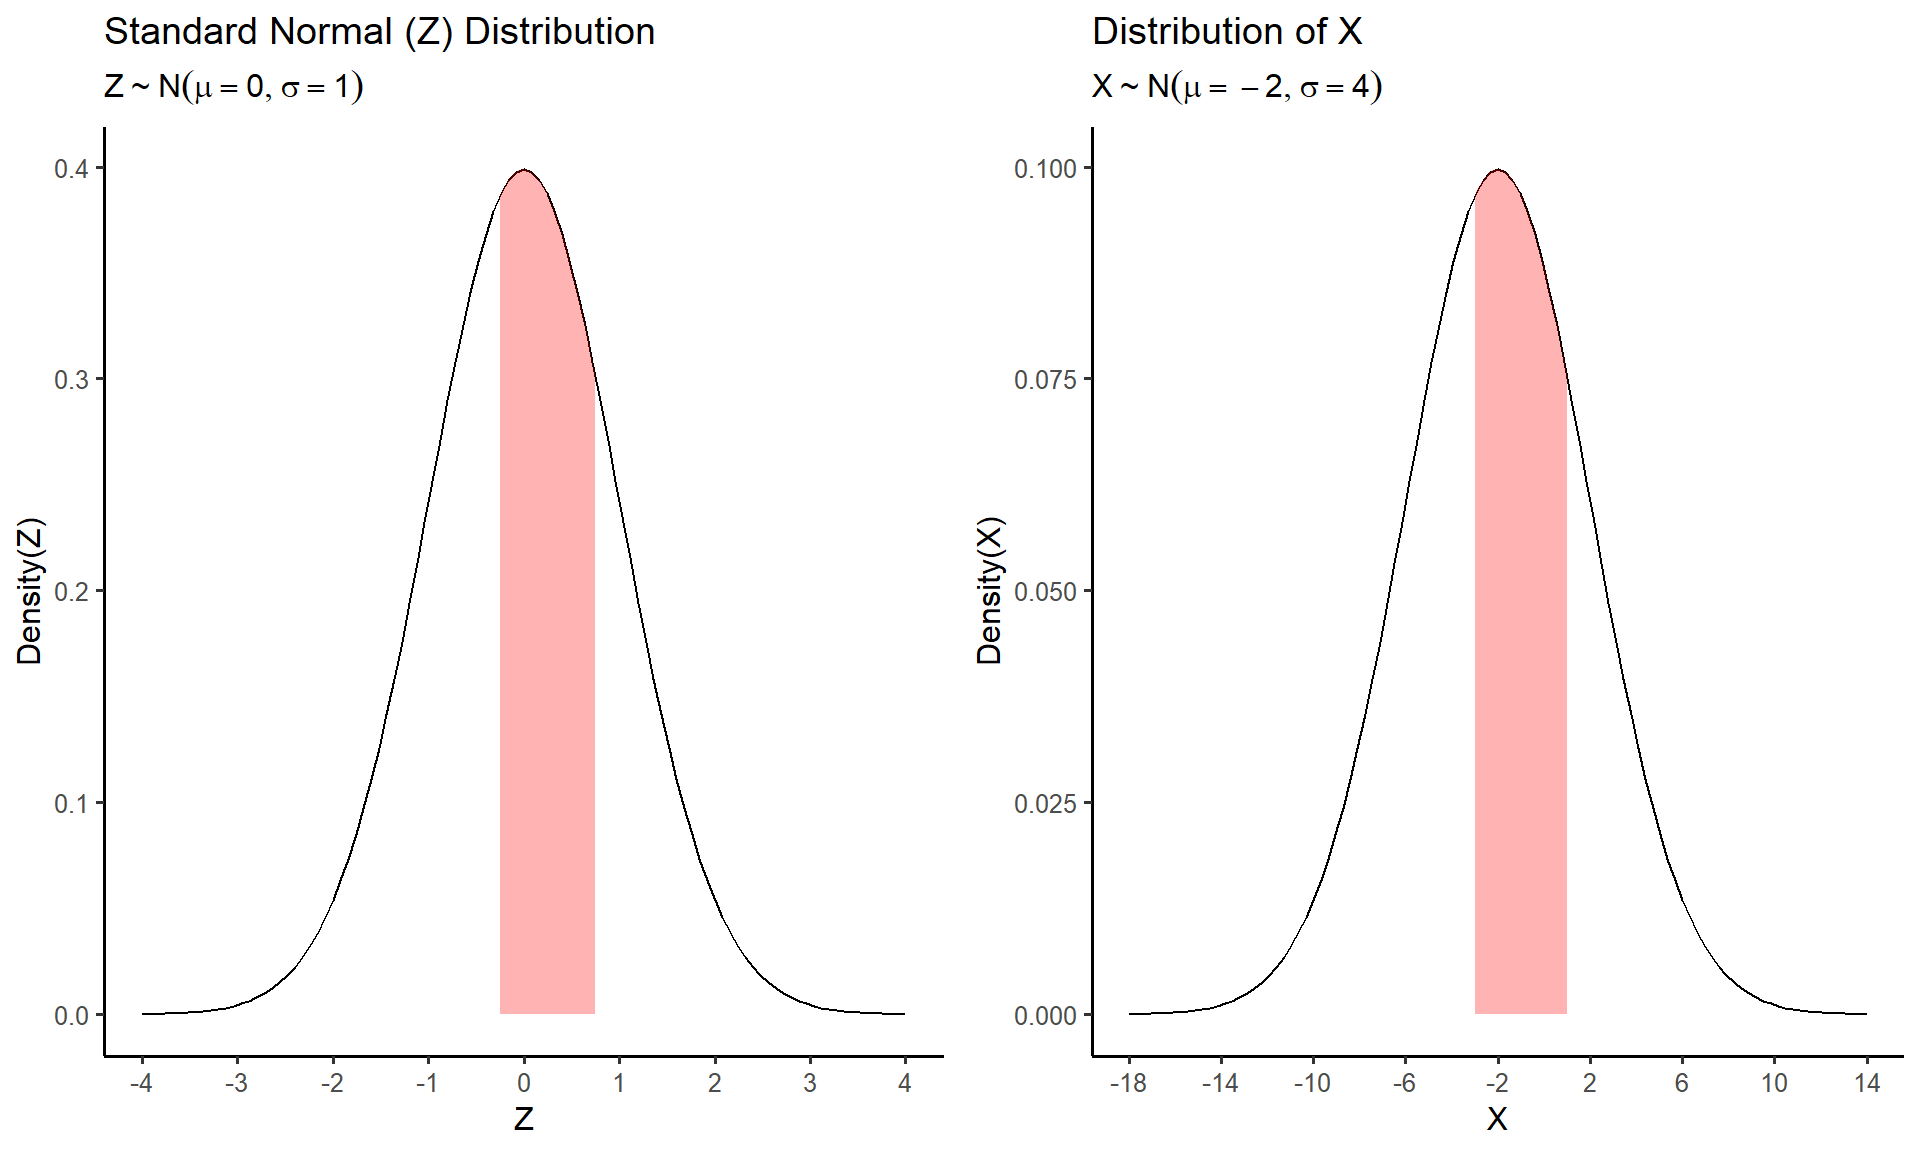 Standard Normal (Z) Distribution
Z ~ N(μ = 0, σ = 1)
0.4
0.3
0.2
0.1
0.0
Density(Z)
-4 -3 -2 -1 0 1 2 3 4
Z
Distribution of X
X ~ N(μ = −2, σ = 4)
0.100
0.075
0.050
0.025
0.000
Density(X)
-18 -14 -10 -6 -2 2 6 10 14
X